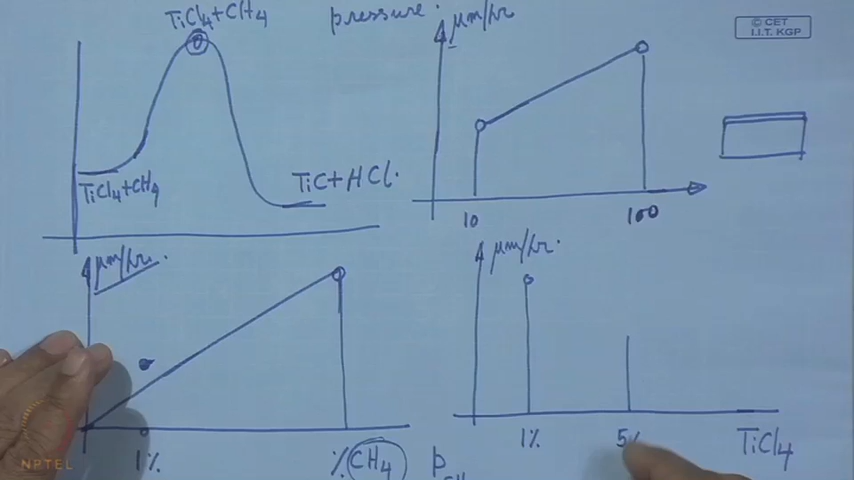 TiCl4+CH4
pressure.
μm/hr
© CET
I.I.T. KGP
TiCl4+CH4
TiC+HCl.
10
100
μm/hr.
μm/hr.
1%
% CH4
P
1%
5%
TiCl4
NPTEL